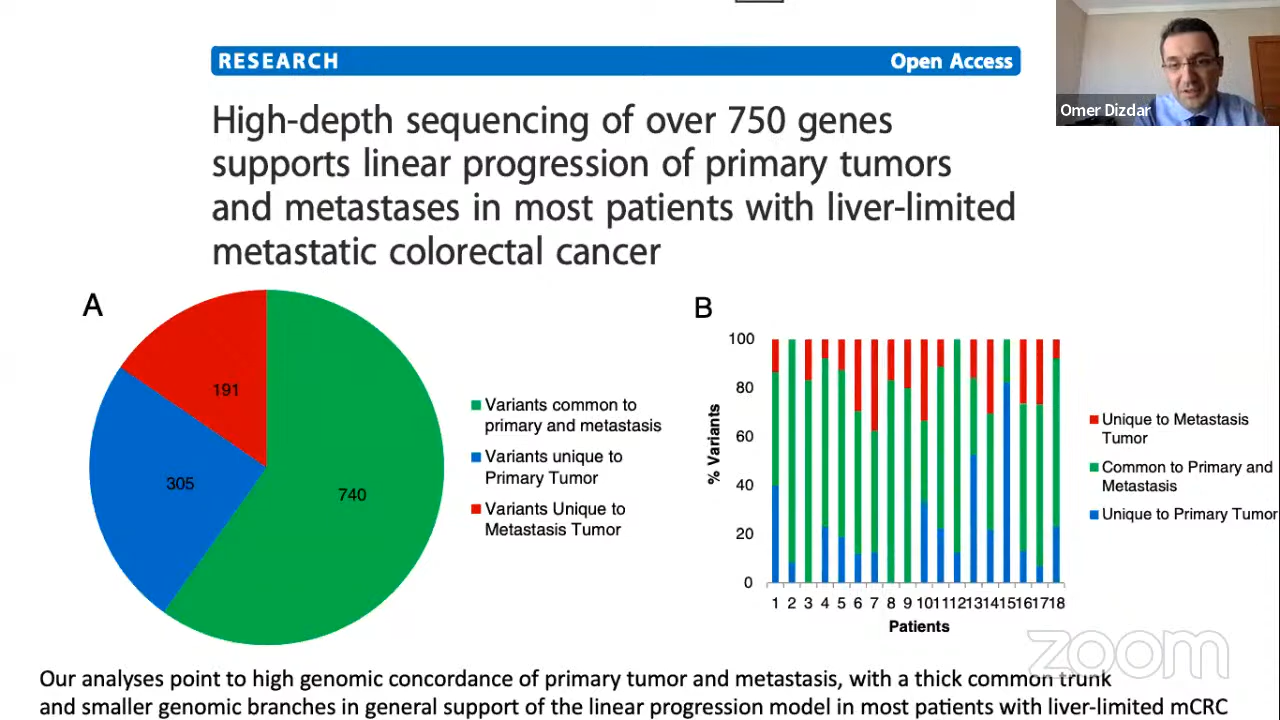 RESEARCH Open Access
Omer Dizdar
High-depth sequencing of over 750 genes
supports linear progression of primary tumors
and metastases in most patients with liver-limited
metastatic colorectal cancer
A
191
305
740
Variants common to
primary and metastasis
Variants unique to
Primary Tumor
Variants Unique to
Metastasis Tumor
B
% Variants
100
80
60
40
20
0
1 2 3 4 5 6 7 8 9 10 11 12 13 14 15 16 17 18
Patients
Unique to Metastasis
Tumor
Common to Primary and
Metastasis
Unique to Primary Tumor
zoom
Our analyses point to high genomic concordance of primary tumor and metastasis, with a thick common trunk
and smaller genomic branches in general support of the linear progression model in most patients with liver-limited mCRC